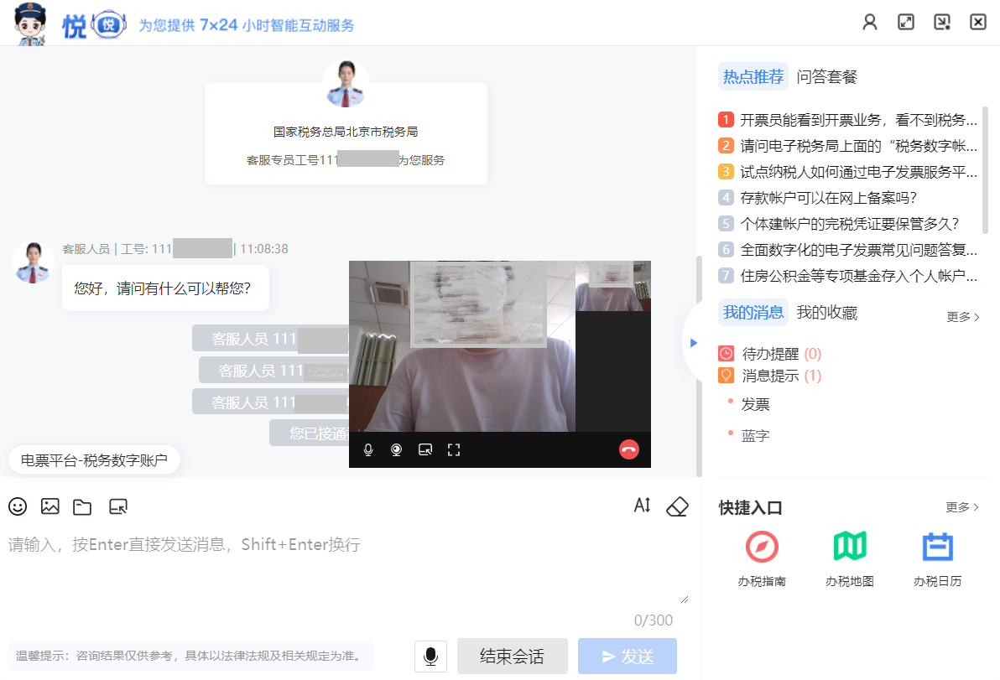 悦 悦 为您提供 7×24 小时智能互动服务
国家税务总局北京市税务局
客服专员工号111 为您服务
客服人员 | 工号: 111 | 11:08:38
您好，请问有什么可以帮您?
客服人员 111
客服人员 111
客服人员 111
您已接通
电票平台-税务数字账户
请输入，按Enter直接发送消息，Shift+Enter换行
0/300
温馨提示：咨询结果仅供参考，具体以法律法规及相关规定为准。
结束会话
发送
热点推荐 问答套餐
1 开票员能看到开票业务，看不到税务...
2 请问电子税务局上面的“税务数字帐...
3 试点纳税人如何通过电子发票服务平...
4 存款帐户可以在网上备案吗?
5 个体建帐户的完税凭证要保管多久?
6 全面数字化的电子发票常见问题答复...
7 住房公积金等专项基金存入个人帐户...
我的消息 我的收藏 更多 >
待办提醒 (0)
消息提示 (1)
发票
蓝字
快捷入口 更多 >
办税指南 办税地图 办税日历